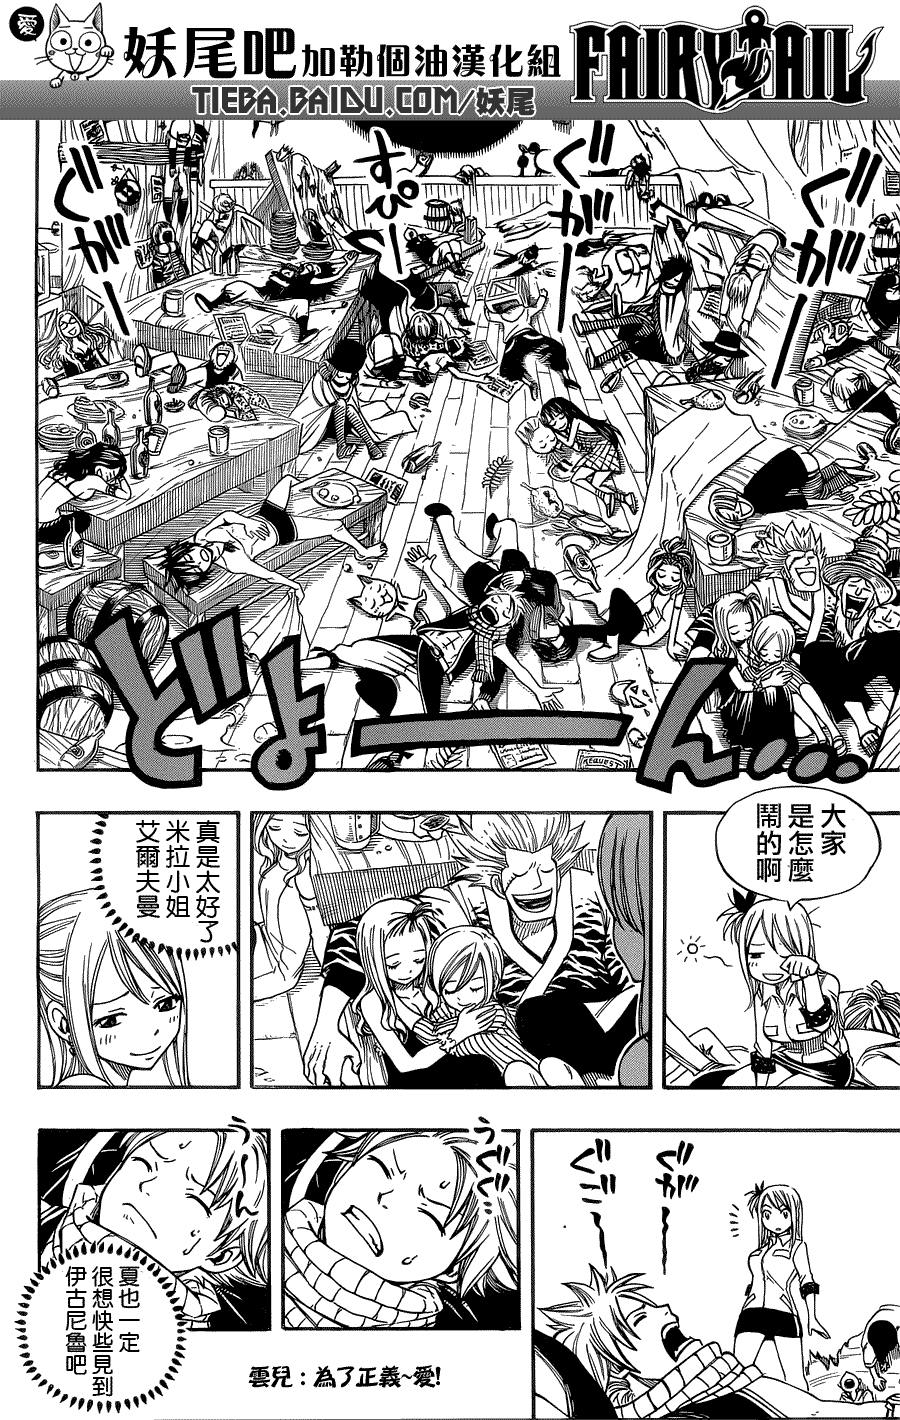 愛
妖尾吧 加勒個油漢化組
FAIRY TAIL
TIEBA.BAIDU.COM/妖尾
ぐがー
ぐがー
すぴー
ぐがー
どよーーん・・・
REQUEST
大家
是怎麼
鬧的啊
真是太好了
米拉小姐
艾爾夫曼
ぐごー
う
ぐぐ…
うぐ
夏也一定
很想快些見到
伊古尼魯吧
雲兒：為了正義~愛!